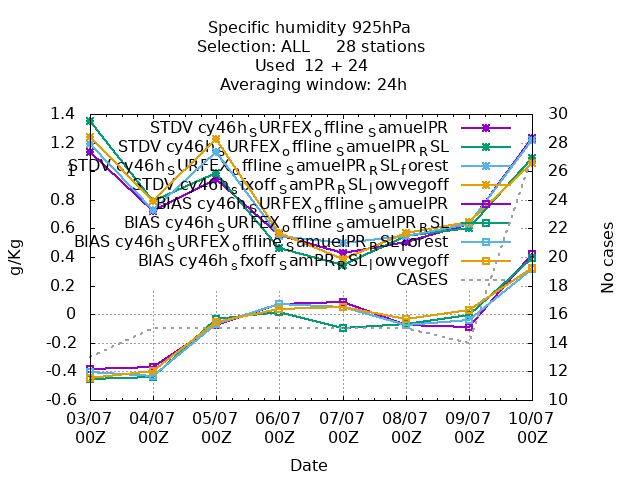 Specific humidity 925hPa
Selection: ALL 28 stations
Used 12 + 24
Averaging window: 24h
1.4
1.2
1
0.8
0.6
0.4
0.2
0
-0.2
-0.4
-0.6
g/Kg
STDV cy46h_SURFEX_offline_SamuelPR
STDV cy46h_SURFEX_offline_SamuelPR_RSL
STDV cy46h_SURFEX_offline_SamuelPR_RSL_forest
STDV cy46h_sfxoff_SamPR_RSL_lowvegoff
BIAS cy46h_SURFEX_offline_SamuelPR
BIAS cy46h_SURFEX_offline_SamuelPR_RSL
BIAS cy46h_SURFEX_offline_SamuelPR_RSL_forest
BIAS cy46h_sfxoff_SamPR_RSL_lowvegoff
CASES
30
28
26
24
22
20
18
16
14
12
10
No cases
03/07 04/07 05/07 06/07 07/07 08/07 09/07 10/07
00Z 00Z 00Z 00Z 00Z 00Z 00Z 00Z
Date